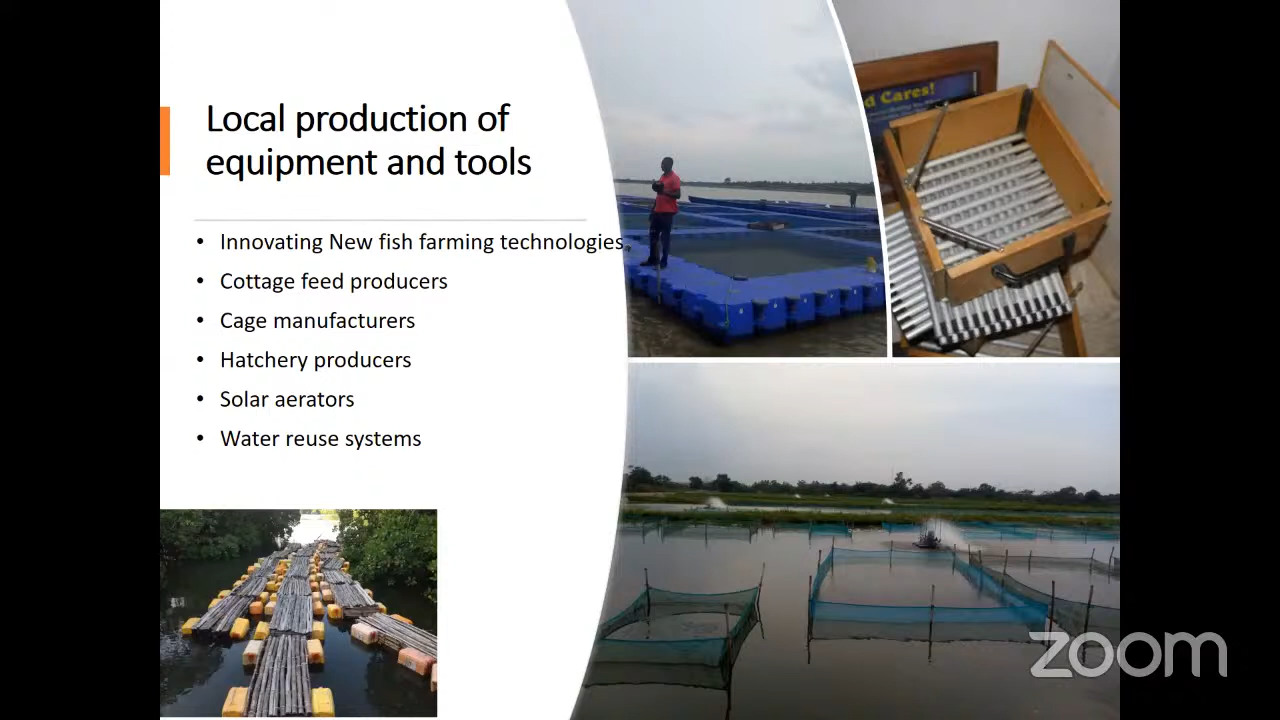 Local production of
equipment and tools
• Innovating New fish farming technologies.
• Cottage feed producers
• Cage manufacturers
• Hatchery producers
• Solar aerators
• Water reuse systems
d Cares!
zoom